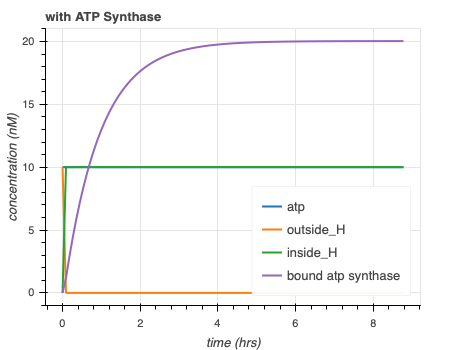 with ATP Synthase
concentration (nM)
20
15
10
5
0
atp
outside_H
inside_H
bound atp synthase
0 2 4 6 8
time (hrs)